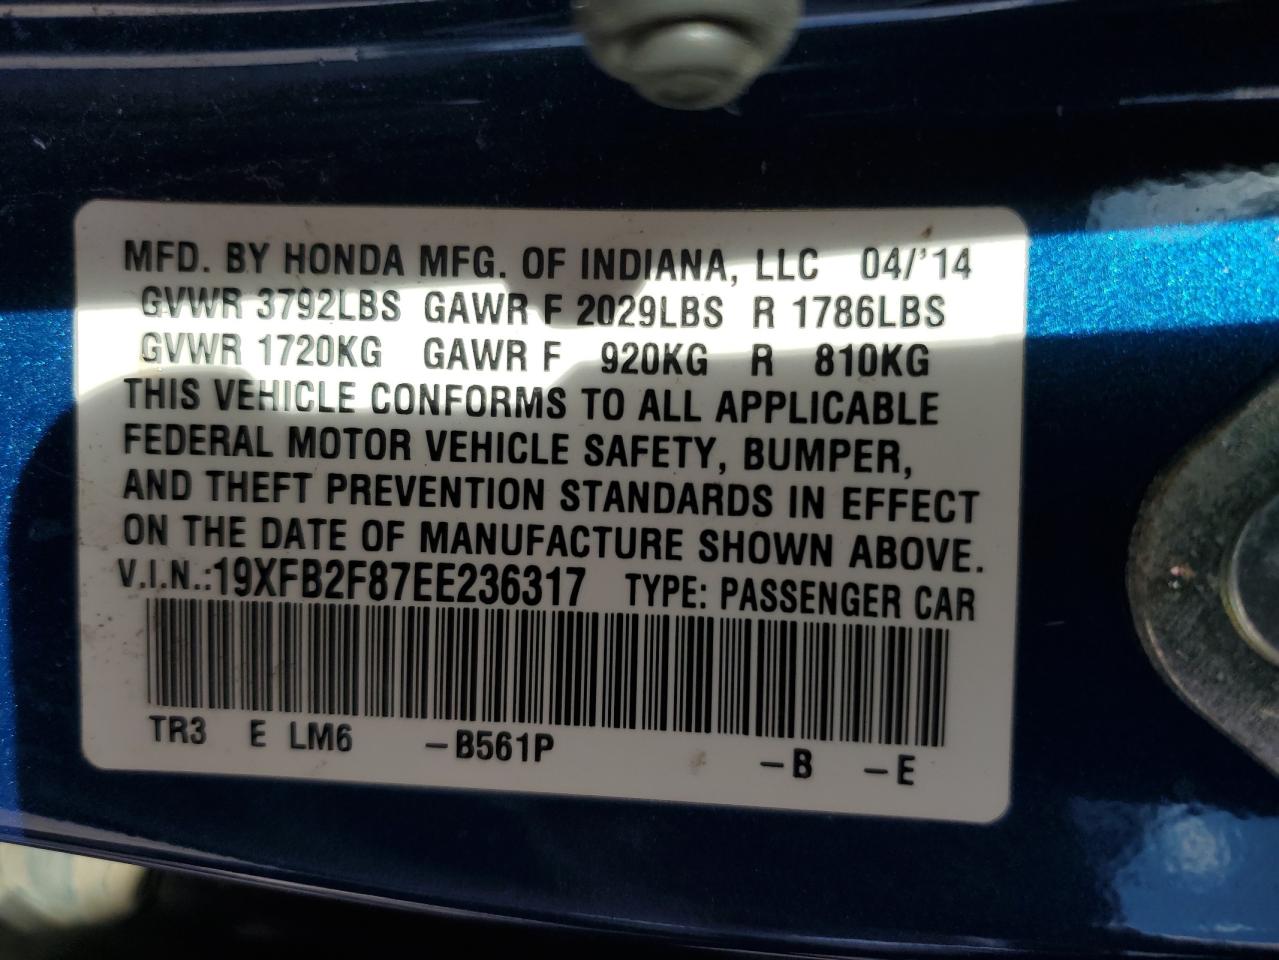 MFD. BY HONDA MFG. OF INDIANA, LLC 04/'14
GVWR 3792LBS GAWR F 2029LBS R 1786LBS
GVWR 1720KG GAWR F 920KG R 810KG
THIS VEHICLE CONFORMS TO ALL APPLICABLE
FEDERAL MOTOR VEHICLE SAFETY, BUMPER,
AND THEFT PREVENTION STANDARDS IN EFFECT
ON THE DATE OF MANUFACTURE SHOWN ABOVE.
V.I.N.:19XFB2F87EE236317 TYPE: PASSENGER CAR
TR3 E LM6 –B561P –B –E